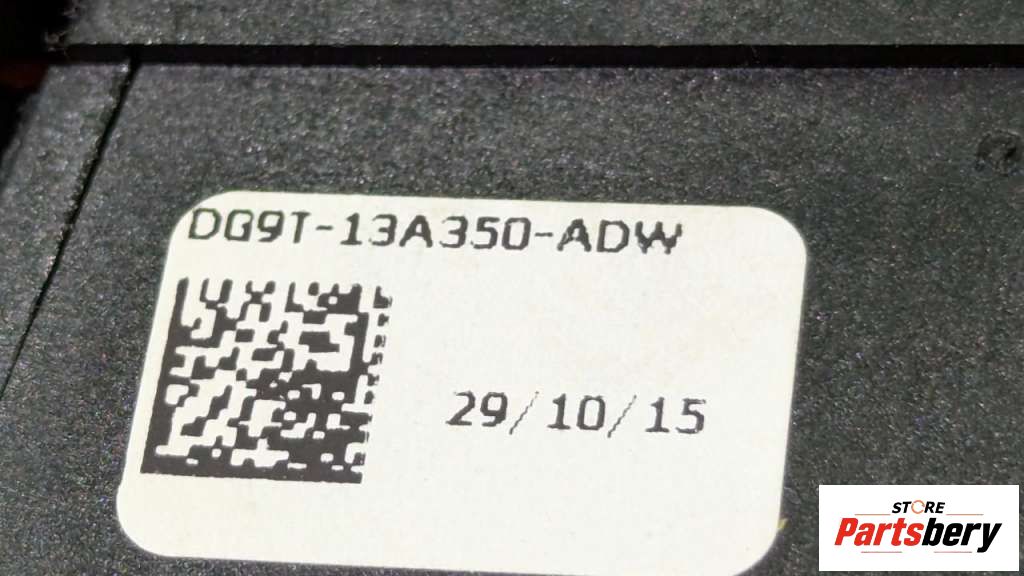 DG9T-13A350-ADW
29/10/15
STORE
Partsbery